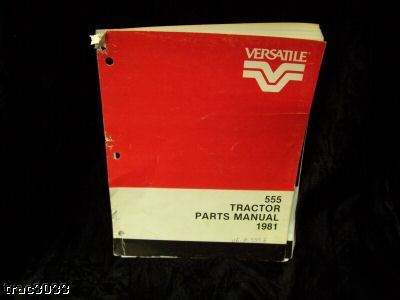 VERSATILE
555
TRACTOR
PARTS MANUAL
1981
trac3033